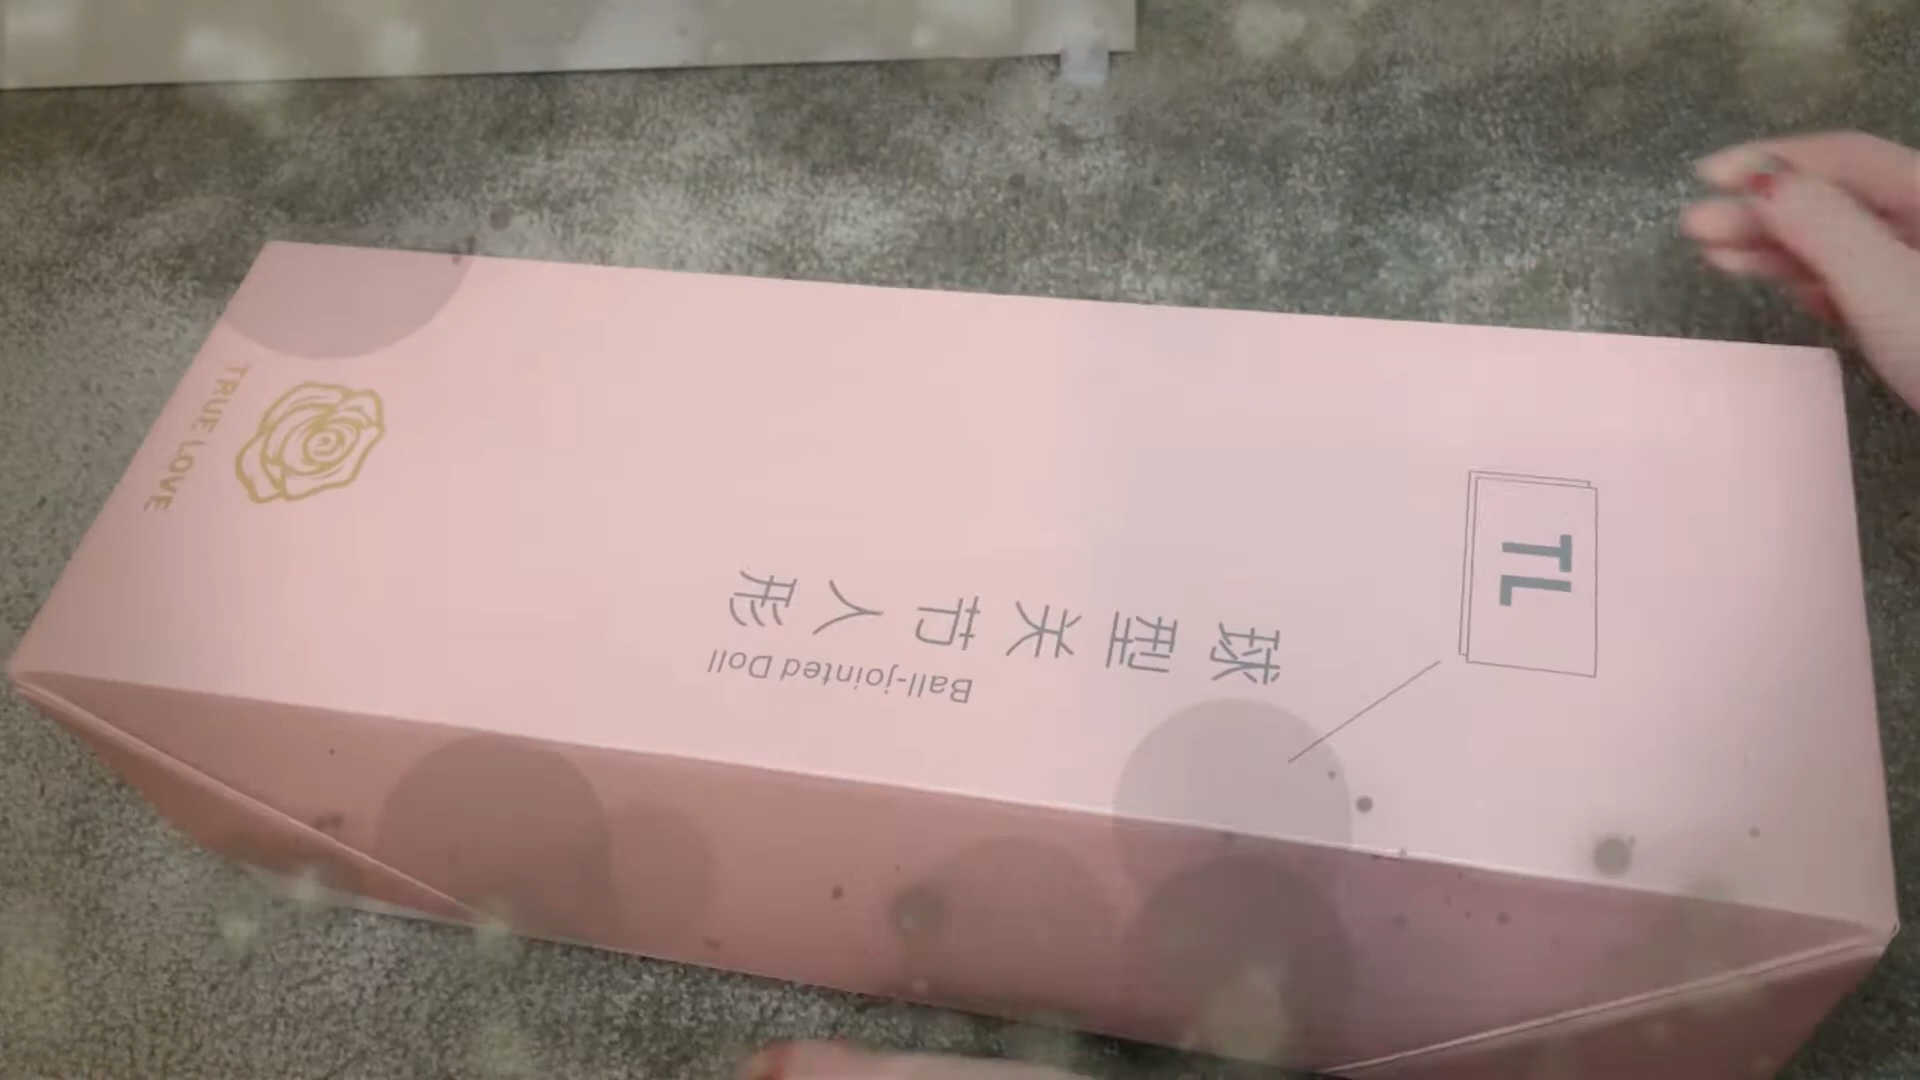 TL
球型关节人形
Ball-jointed Doll
TRUE LOVE